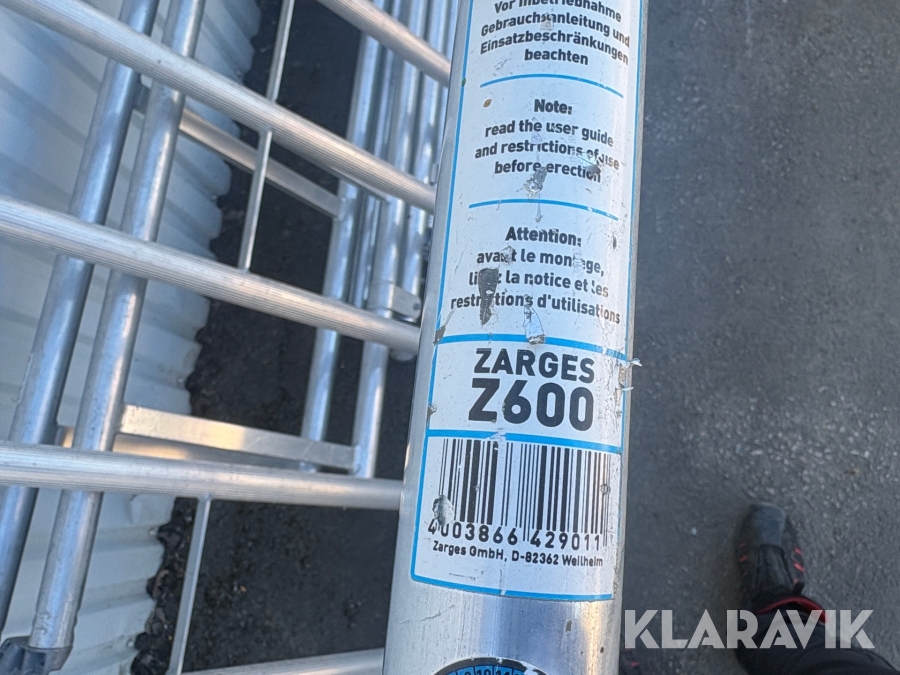 Vor Inbetriebnahme
Gebrauchsanleitung und
Einsatzbeschränkungen
beachten
Note:
read the user guide
and restrictions of use
before erection
Attention:
avant le montage,
lire la notice et les
restrictions d'utilisations
ZARGES
Z600
4003866 429011
Zarges GmbH, D-82362 Weilheim
KLARAVIK